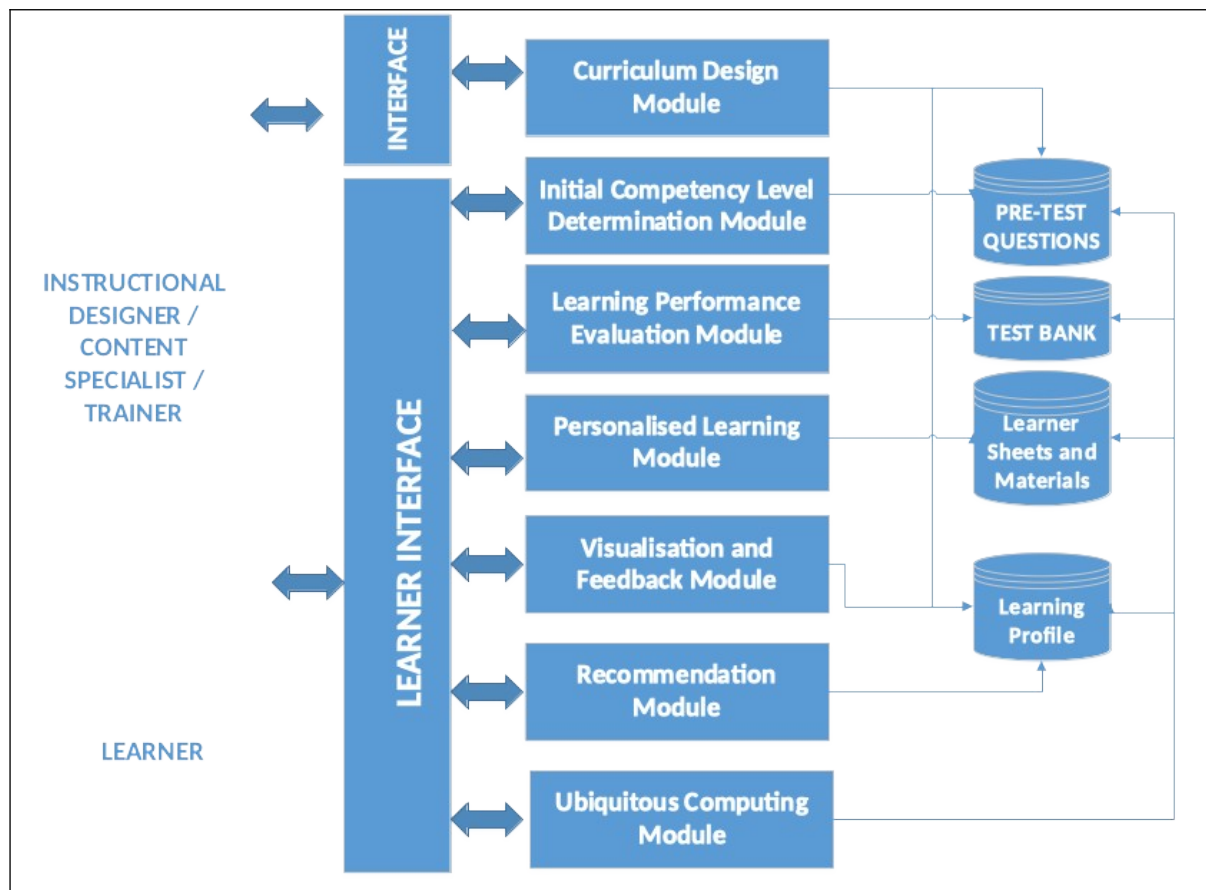 INTERFACE
Curriculum Design
Module
Initial Competency Level
Determination Module
PRE-TEST
QUESTIONS
INSTRUCTIONAL
DESIGNER /
CONTENT
SPECIALIST /
TRAINER
Learning Performance
Evaluation Module
TEST BANK
LEARNER INTERFACE
Personalised Learning
Module
Learner
Sheets and
Materials
Visualisation and
Feedback Module
Learning
Profile
Recommendation
Module
LEARNER
Ubiquitous Computing
Module